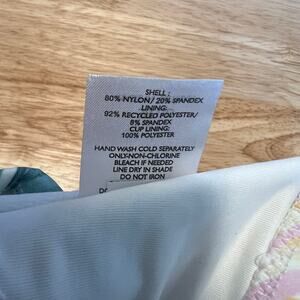 SHELL :
80% NYLON/ 20% SPANDEX
LINING:
92% RECYCLED POLYESTER/
8% SPANDEX
CUP LINING:
100% POLYESTER
HAND WASH COLD SEPARATELY
ONLY.NON-CHLORINE
BLEACH IF NEEDED
LINE DRY IN SHADE
DO NOT IRON